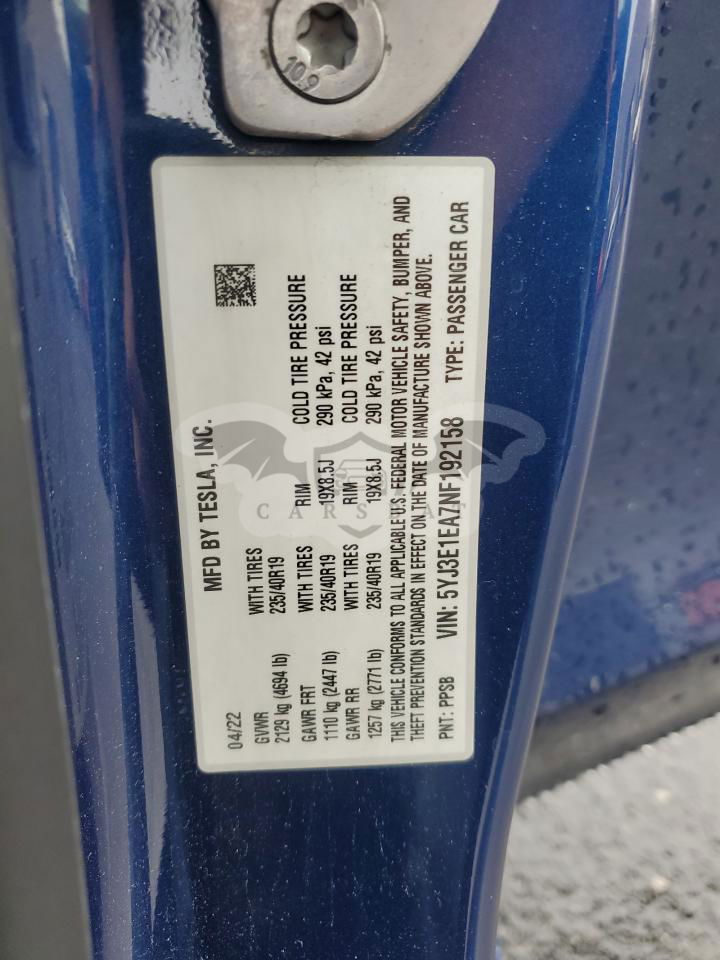 10.9
MFD BY TESLA, INC.
04/22
GVWR WITH TIRES
2129 kg (4694 lb) 235/40R19
GAWR FRT WITH TIRES RIM COLD TIRE PRESSURE
1110 kg (2447 lb) 235/40R19 19X8.5J 290 kPa, 42 psi
GAWR RR WITH TIRES RIM COLD TIRE PRESSURE
1257 kg (2771 lb) 235/40R19 19X8.5J 290 kPa, 42 psi
THIS VEHICLE CONFORMS TO ALL APPLICABLE U.S. FEDERAL MOTOR VEHICLE SAFETY, BUMPER, AND
THEFT PREVENTION STANDARDS IN EFFECT ON THE DATE OF MANUFACTURE SHOWN ABOVE.
PNT: PPSB VIN: 5YJ3E1EA7NF192158 TYPE: PASSENGER CAR
CARSBAT